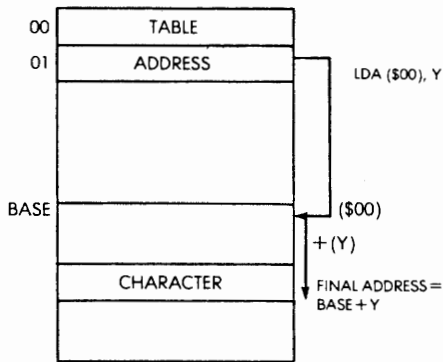 00 TABLE
01 ADDRESS LDA ($00), Y
BASE ($00)
+(Y)
CHARACTER FINAL ADDRESS=
BASE+Y